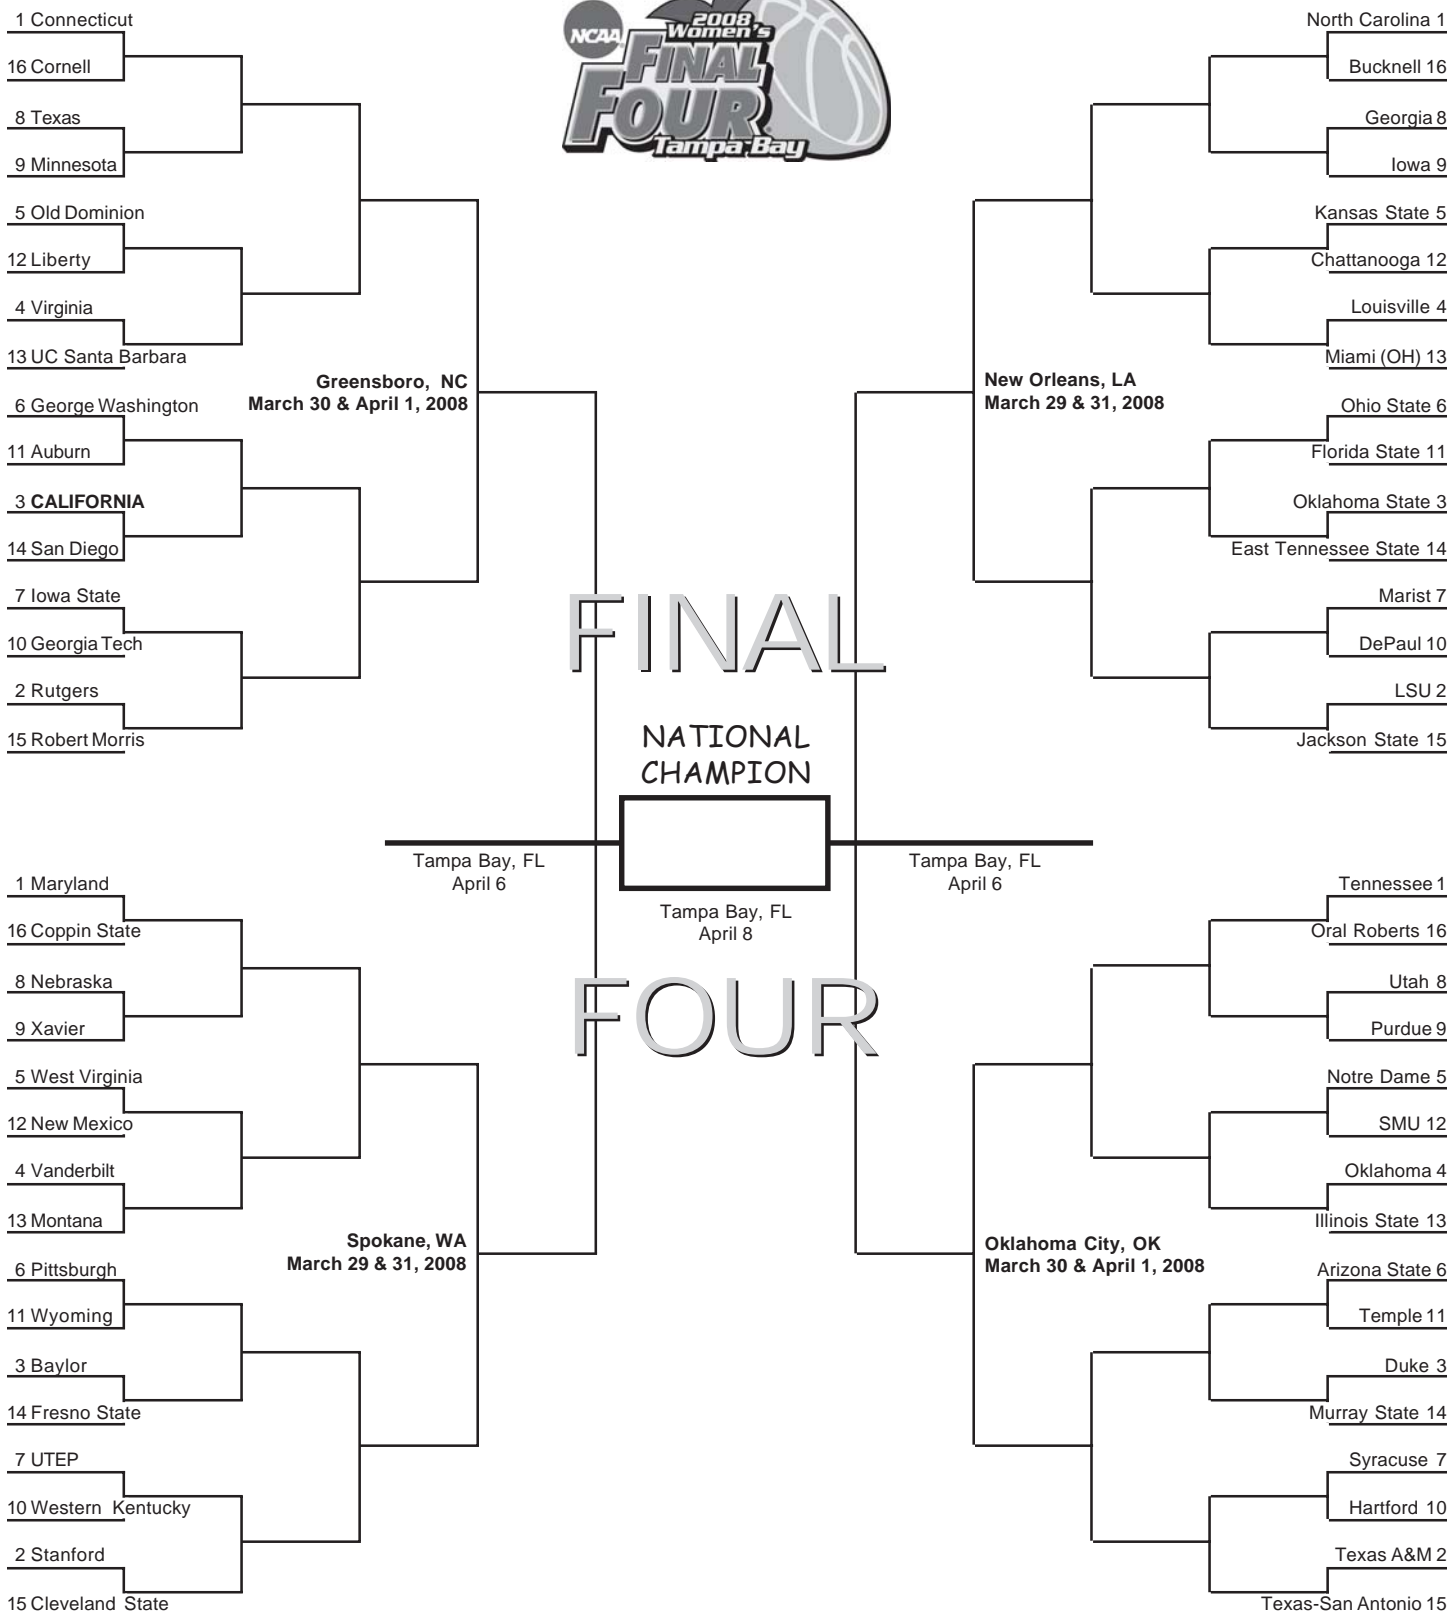 NCAA
2008
Women's
FINAL
FOUR
Tampa Bay
1 Connecticut
16 Cornell
8 Texas
9 Minnesota
5 Old Dominion
12 Liberty
4 Virginia
13 UC Santa Barbara
6 George Washington
11 Auburn
3 CALIFORNIA
14 San Diego
7 Iowa State
10 Georgia Tech
2 Rutgers
15 Robert Morris
Greensboro, NC
March 30 & April 1, 2008
North Carolina 1
Bucknell 16
Georgia 8
Iowa 9
Kansas State 5
Chattanooga 12
Louisville 4
Miami (OH) 13
Ohio State 6
Florida State 11
Oklahoma State 3
East Tennessee State 14
Marist 7
DePaul 10
LSU 2
Jackson State 15
New Orleans, LA
March 29 & 31, 2008
FINAL
NATIONAL
CHAMPION
Tampa Bay, FL
April 6
Tampa Bay, FL
April 8
Tampa Bay, FL
April 6
FOUR
1 Maryland
16 Coppin State
8 Nebraska
9 Xavier
5 West Virginia
12 New Mexico
4 Vanderbilt
13 Montana
6 Pittsburgh
11 Wyoming
3 Baylor
14 Fresno State
7 UTEP
10 Western Kentucky
2 Stanford
15 Cleveland State
Spokane, WA
March 29 & 31, 2008
Tennessee 1
Oral Roberts 16
Utah 8
Purdue 9
Notre Dame 5
SMU 12
Oklahoma 4
Illinois State 13
Arizona State 6
Temple 11
Duke 3
Murray State 14
Syracuse 7
Hartford 10
Texas A&M 2
Texas-San Antonio 15
Oklahoma City, OK
March 30 & April 1, 2008